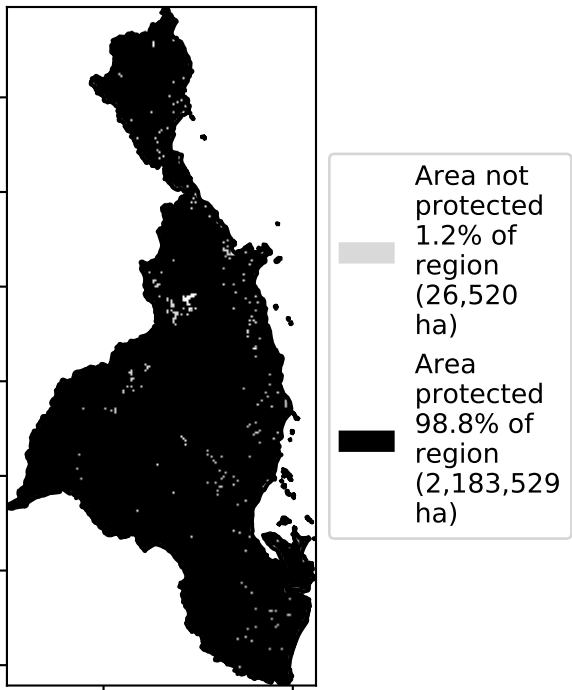 Area not
protected
1.2% of
region
(26,520
ha)
Area
protected
98.8% of
region
(2,183,529
ha)